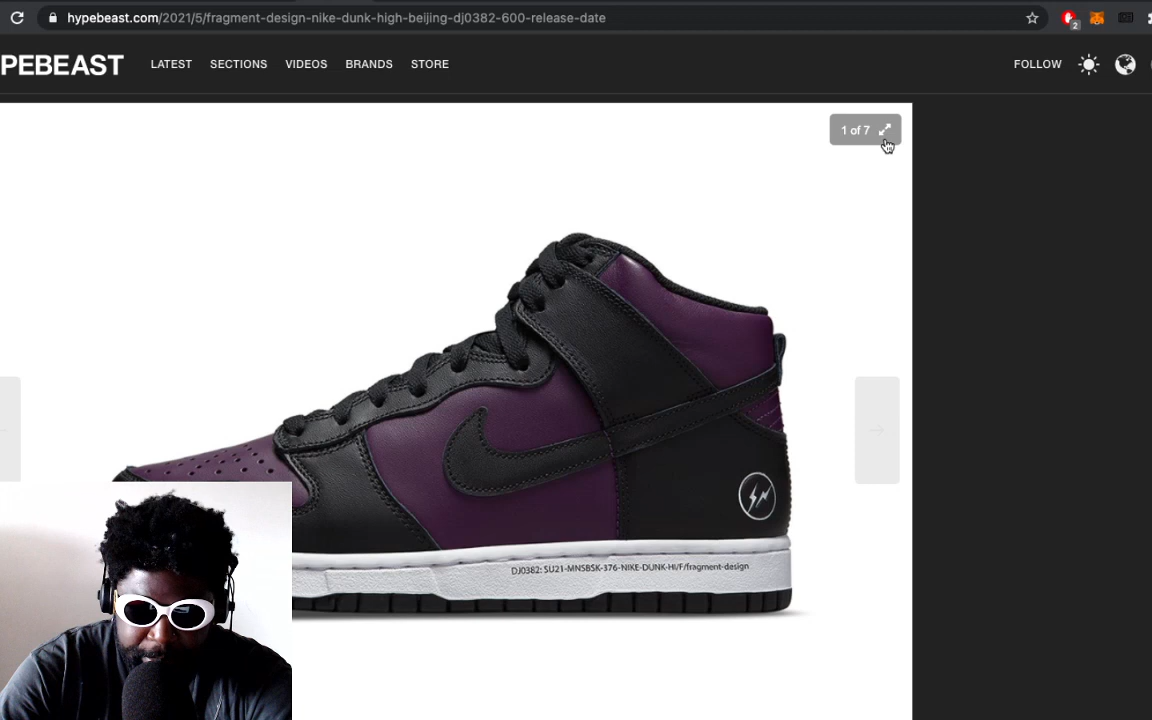 hypebeast.com/2021/5/fragment-design-nike-dunk-high-beijing-dj0382-600-release-date
2
PEBEAST LATEST SECTIONS VIDEOS BRANDS STORE FOLLOW
1 of 7
DJ0382: SU21-MNSBSK-376-NIKE-DUNK-HI/F/fragment-design